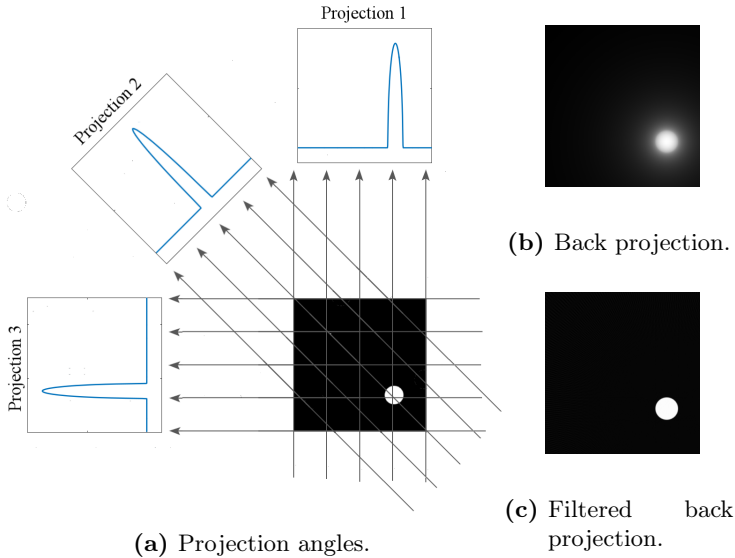 Projection 1
Projection 2
Projection 3
(a) Projection angles.
(b) Back projection.
(c) Filtered back
projection.